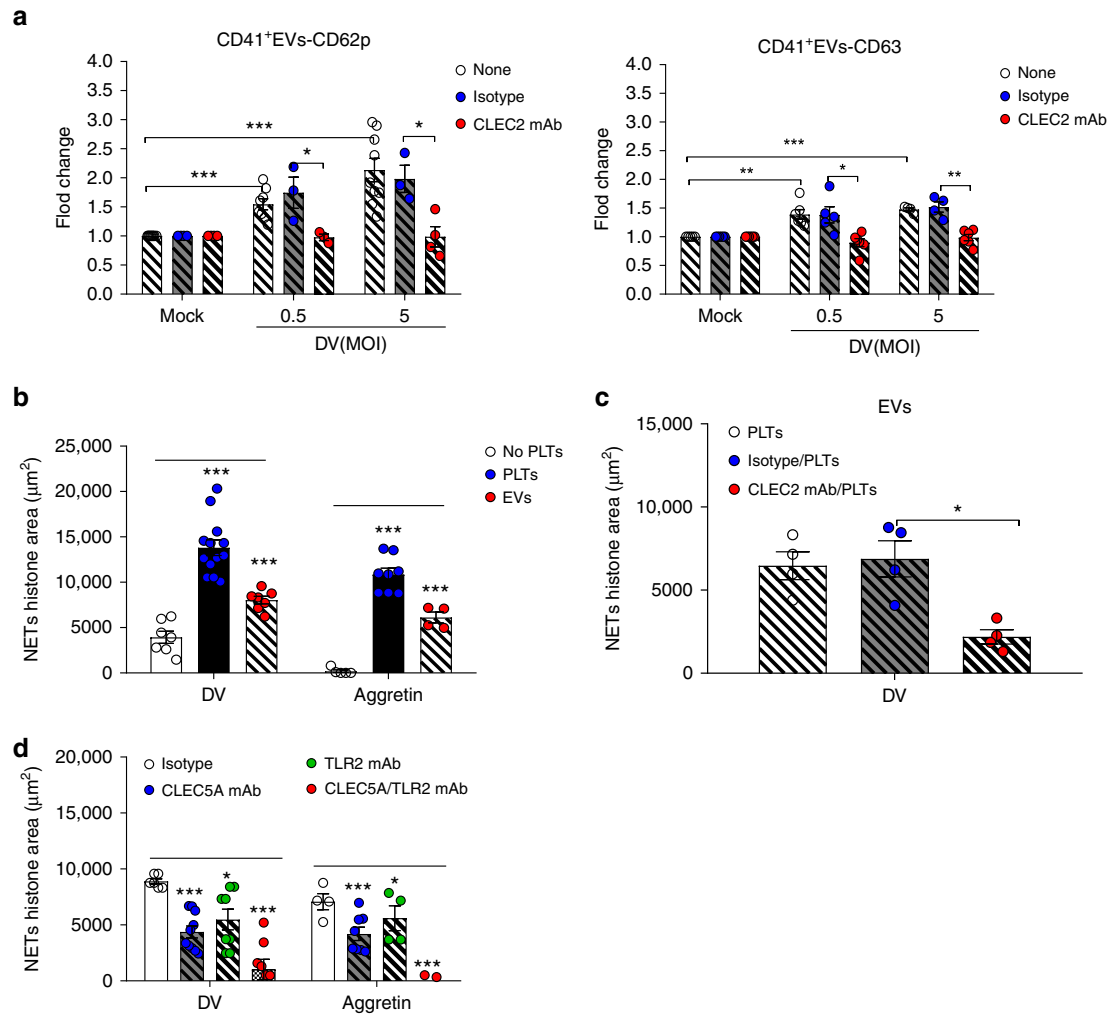 a
CD41+EVs-CD62p
4.0
3.5
3.0
2.5
2.0
1.5
1.0
0.5
0.0
Flod change
None
Isotype
CLEC2 mAb
***
***
*
*
Mock
0.5
5
DV(MOI)
CD41+EVs-CD63
4.0
3.5
3.0
2.5
2.0
1.5
1.0
0.5
0.0
Flod change
None
Isotype
CLEC2 mAb
***
**
*
**
Mock
0.5
5
DV(MOI)
b
25,000
20,000
15,000
10,000
5000
0
NETs histone area (μm2)
No PLTs
PLTs
EVs
***
***
***
***
DV
Aggretin
c
EVs
15,000
10,000
5000
0
NETs histone area (μm2)
PLTs
Isotype/PLTs
CLEC2 mAb/PLTs
*
DV
d
20,000
15,000
10,000
5000
0
NETs histone area (μm2)
Isotype
CLEC5A mAb
TLR2 mAb
CLEC5A/TLR2 mAb
***
*
***
***
*
***
DV
Aggretin